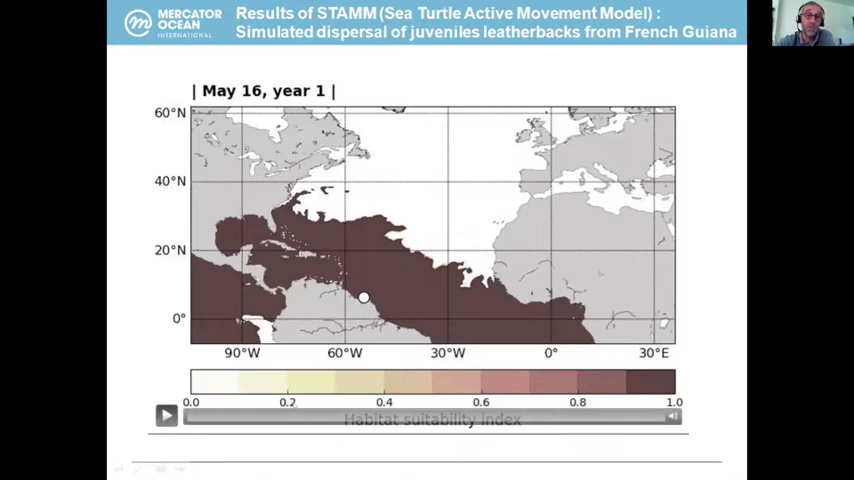 MERCATOR
OCEAN
INTERNATIONAL
Results of STAMM (Sea Turtle Active Movement Model) :
Simulated dispersal of juveniles leatherbacks from French Guiana
| May 16, year 1 |
60°N
40°N
20°N
0°
90°W 60°W 30°W 0° 30°E
0.0 0.2 0.4 0.6 0.8 1.0
Habitat suitability index